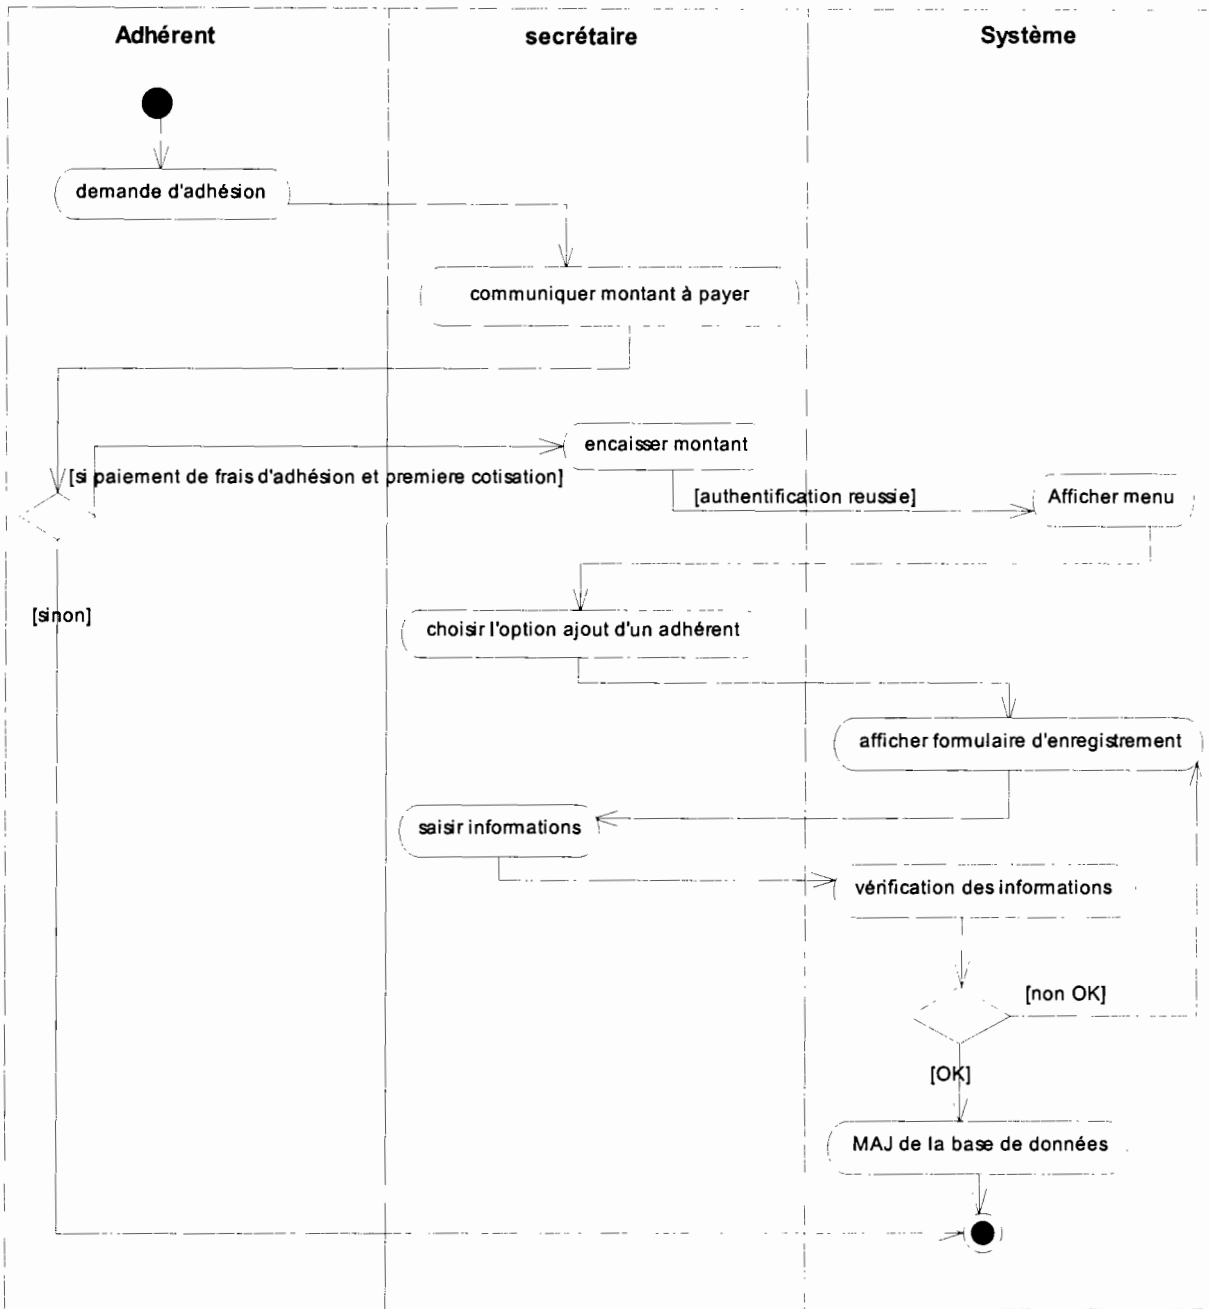 Adhérent
secrétaire
Système
demande d'adhésion
communiquer montant à payer
encaisser montant
[si paiement de frais d'adhésion et premiere cotisation]
[authentification reussie]
Afficher menu
[sinon]
choisir l'option ajout d'un adhérent
afficher formulaire d'enregistrement
saisir informations
vérification des informations
[non OK]
[OK]
MAJ de la base de données